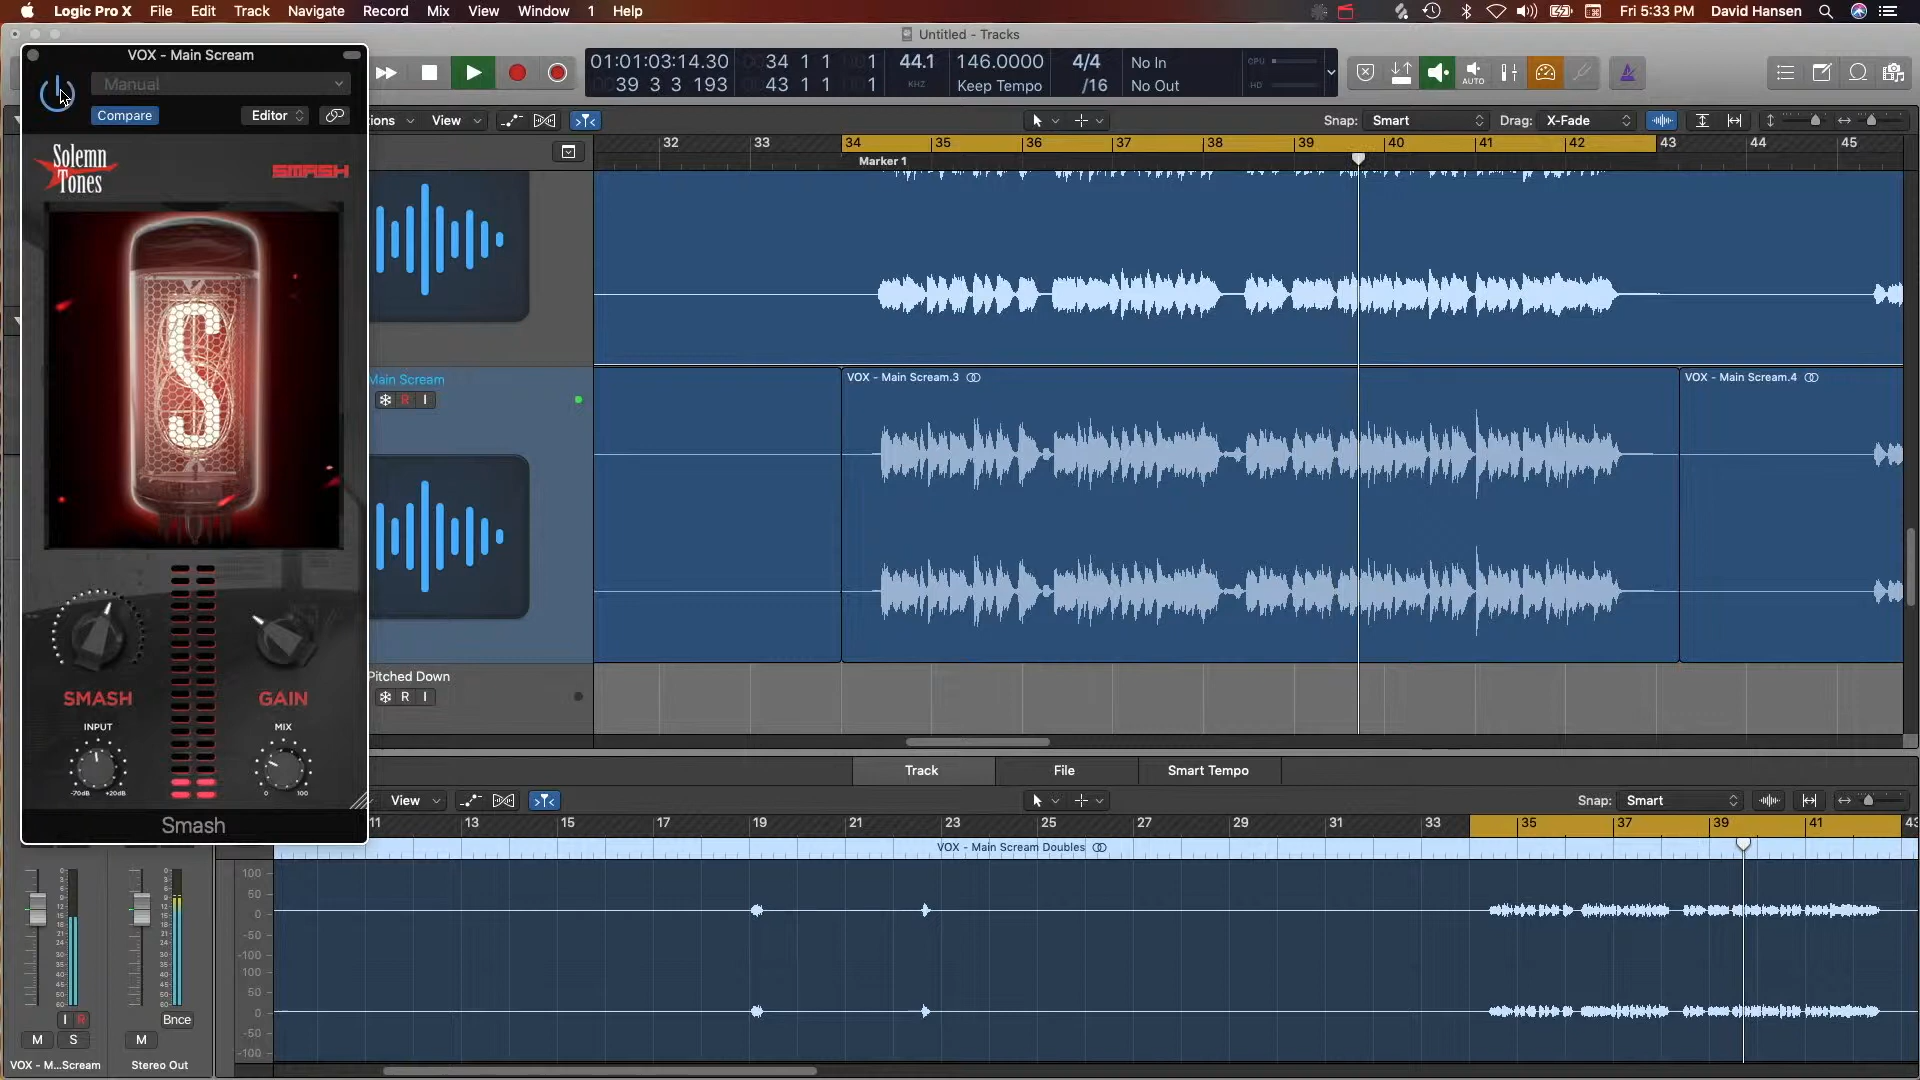 Logic Pro X File Edit Track Navigate Record Mix View Window 1 Help
Fri 5:33 PM David Hansen
Untitled - Tracks
VOX - Main Scream
Manual
Compare
Editor
01:01:03:14.30
39 3 3 193
34 1 1 1
43 1 1 1
44.1
KHZ
146.0000
Keep Tempo
4/4
/16
No In
No Out
CPU
HD
AUTO
ions View
Snap: Smart
Drag: X-Fade
32 33 34 35 36 37 38 39 40 41 42 43 44 45
Marker 1
Solemn
Tones
SMASH
S
Main Scream
R I
VOX - Main Scream.3
VOX - Main Scream.4
Pitched Down
R I
SMASH
GAIN
INPUT
MIX
-70dB +20dB
0 100
Smash
Track File Smart Tempo
View
Snap: Smart
11 13 15 17 19 21 23 25 27 29 31 33 35 37 39 41 43
VOX - Main Scream Doubles
100
50
0
-50
-100
100
50
0
-50
-100
I R
Bnce
M S
M
VOX - M...Scream
Stereo Out